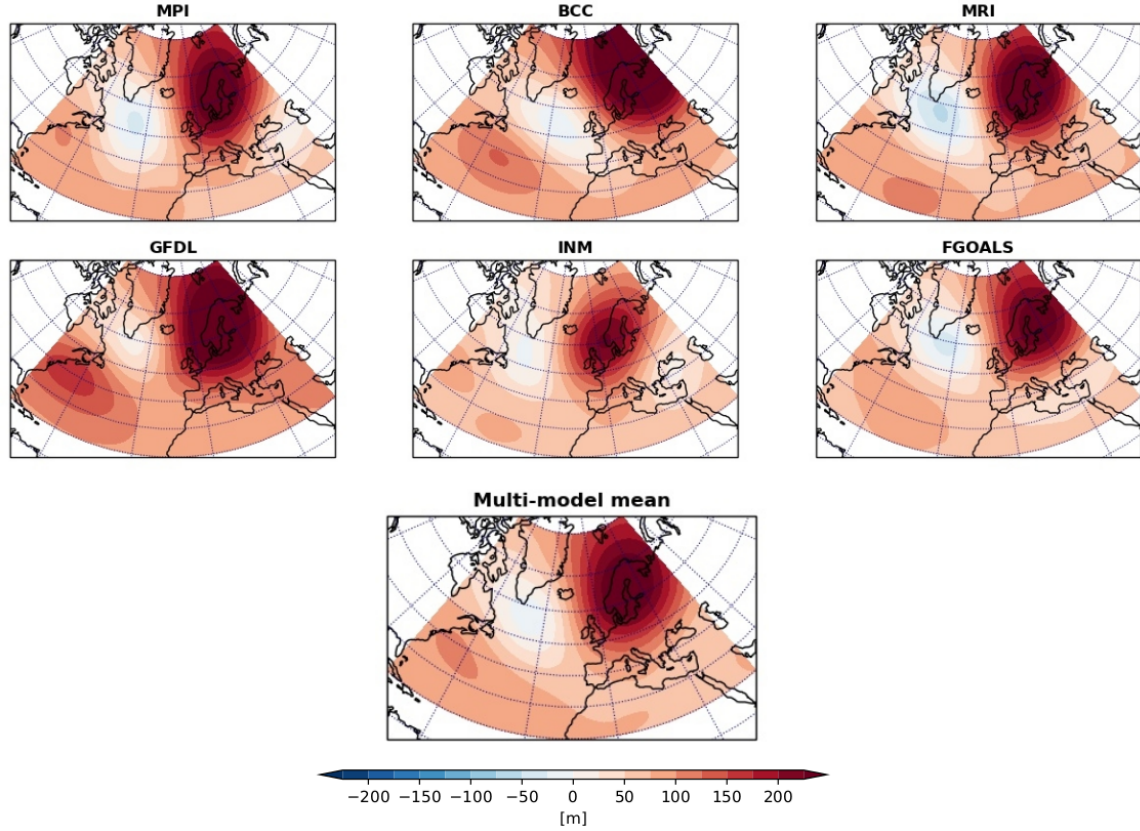 MPI BCC MRI
GFDL INM FGOALS
Multi-model mean
−200 −150 −100 −50 0 50 100 150 200
[m]